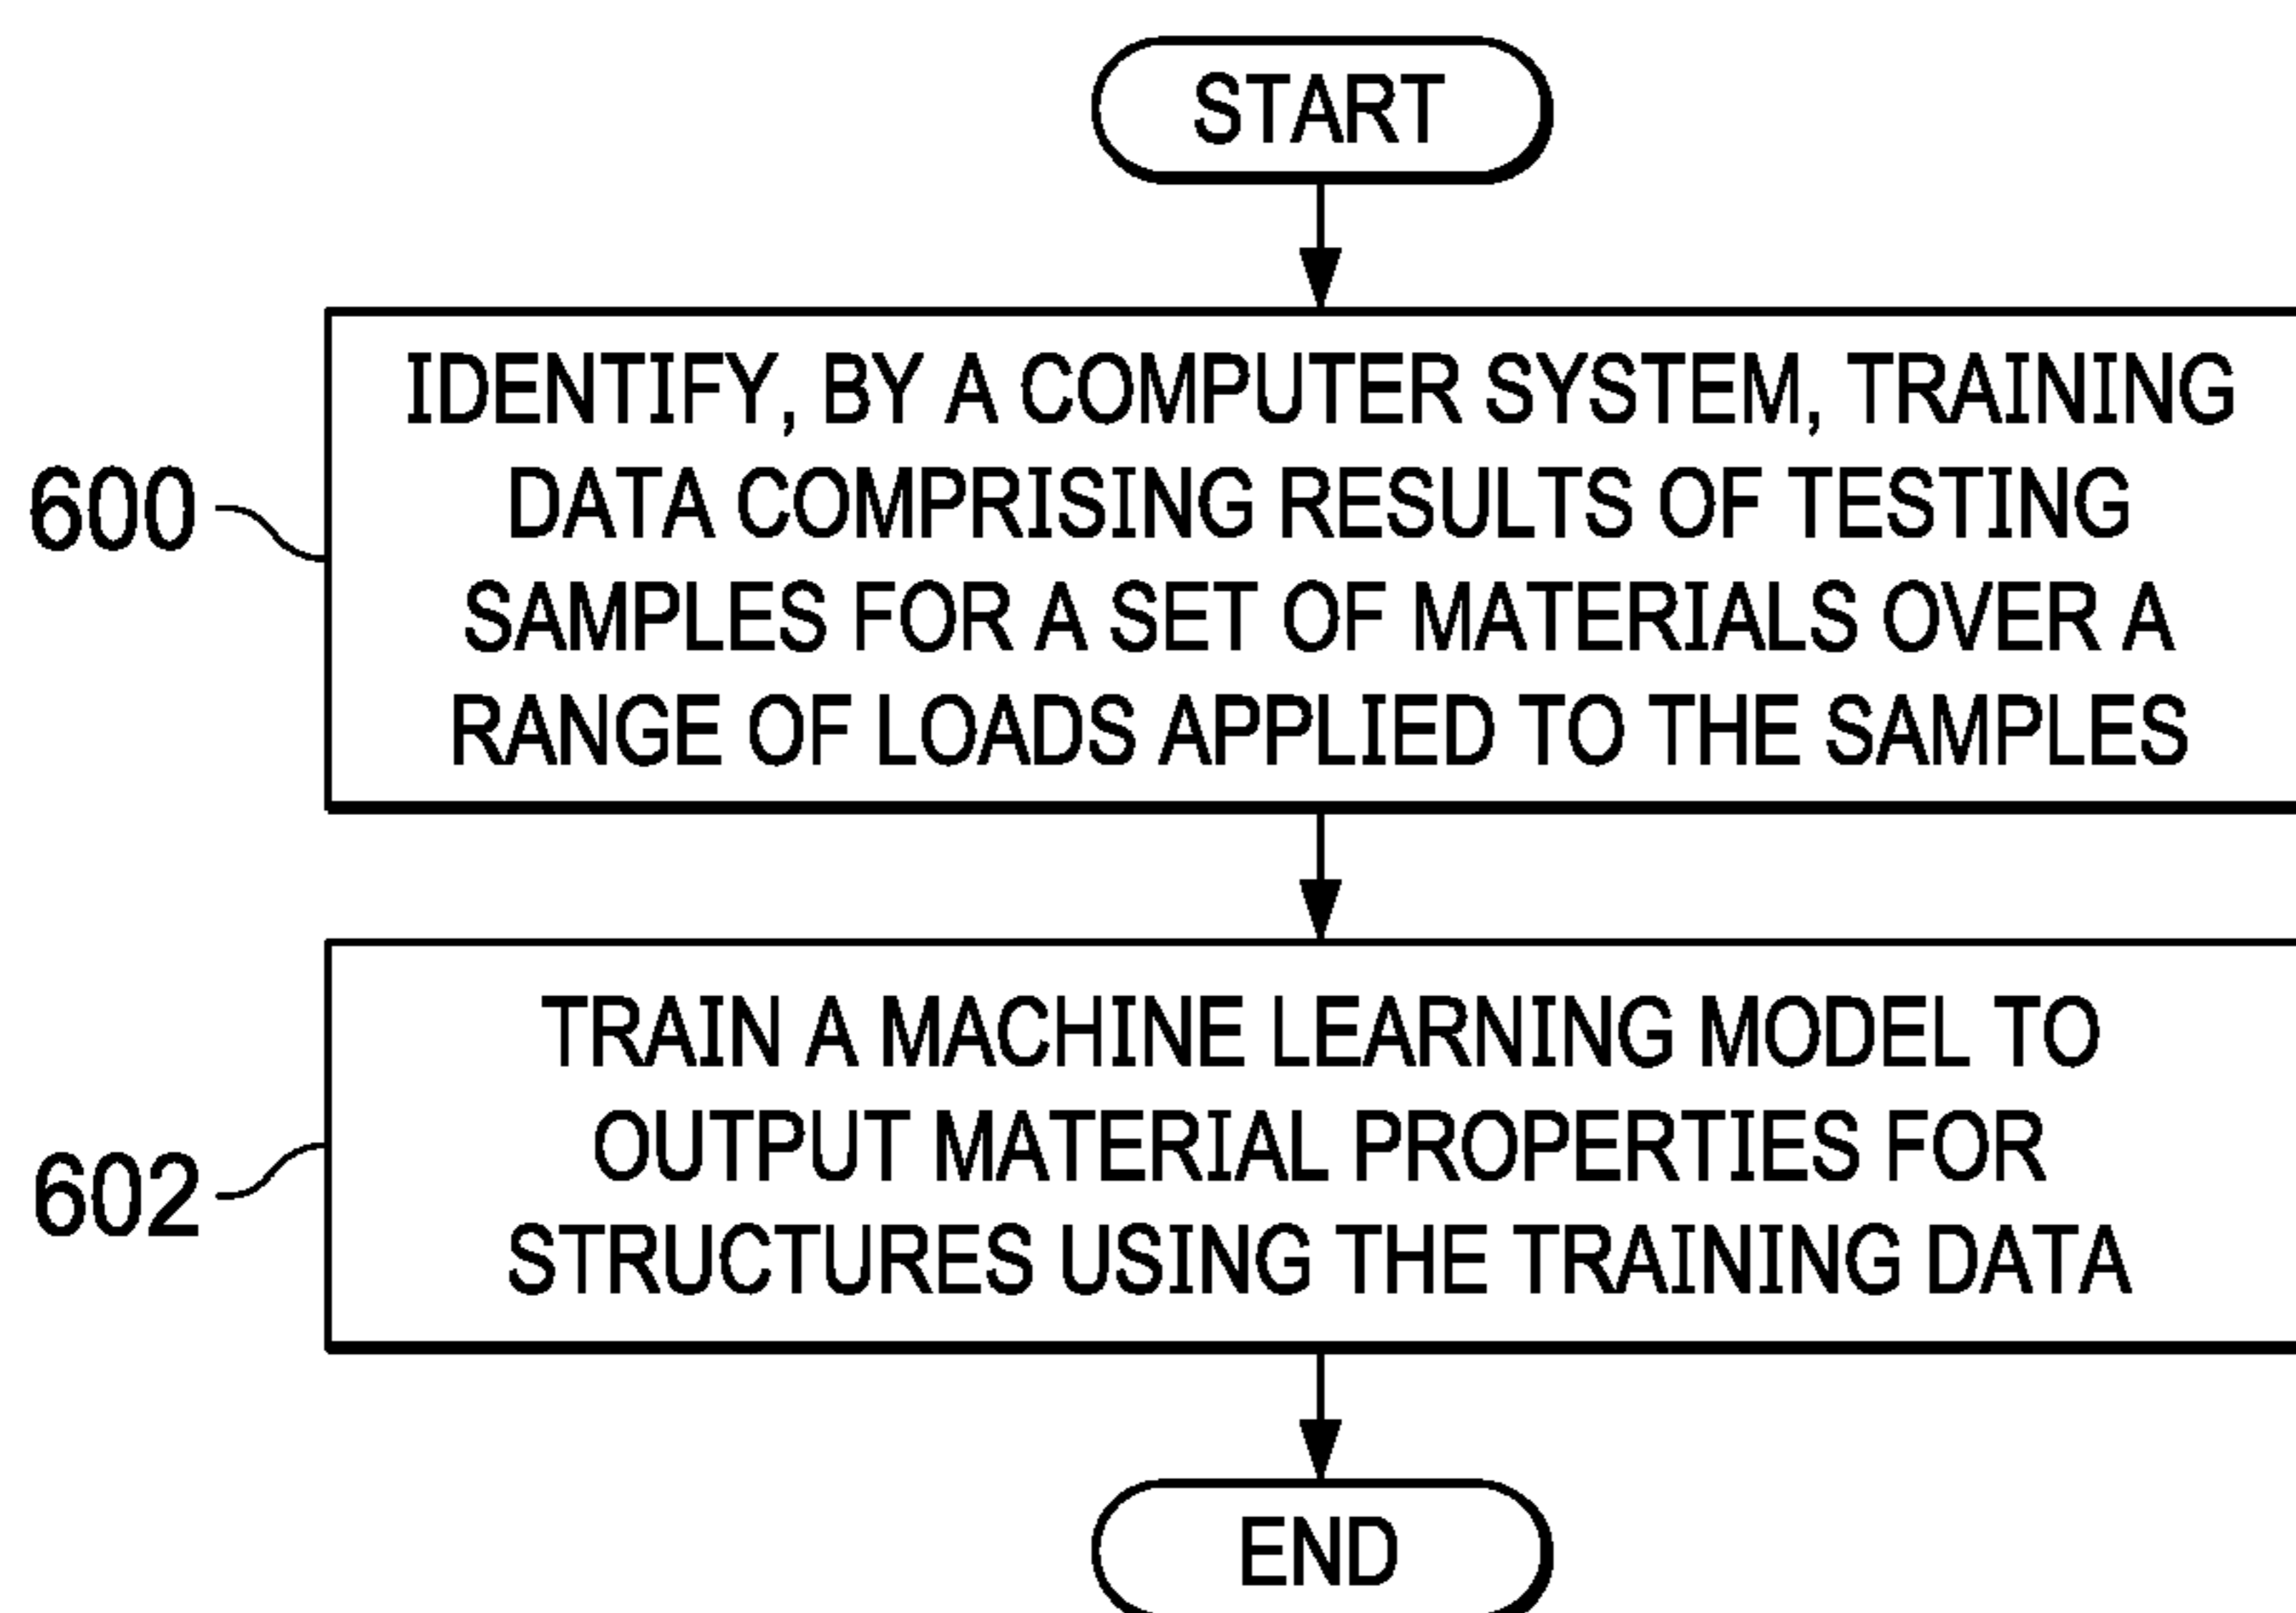 START
IDENTIFY, BY A COMPUTER SYSTEM, TRAINING
DATA COMPRISING RESULTS OF TESTING
SAMPLES FOR A SET OF MATERIALS OVER A
RANGE OF LOADS APPLIED TO THE SAMPLES
600
TRAIN A MACHINE LEARNING MODEL TO
OUTPUT MATERIAL PROPERTIES FOR
STRUCTURES USING THE TRAINING DATA
602
END